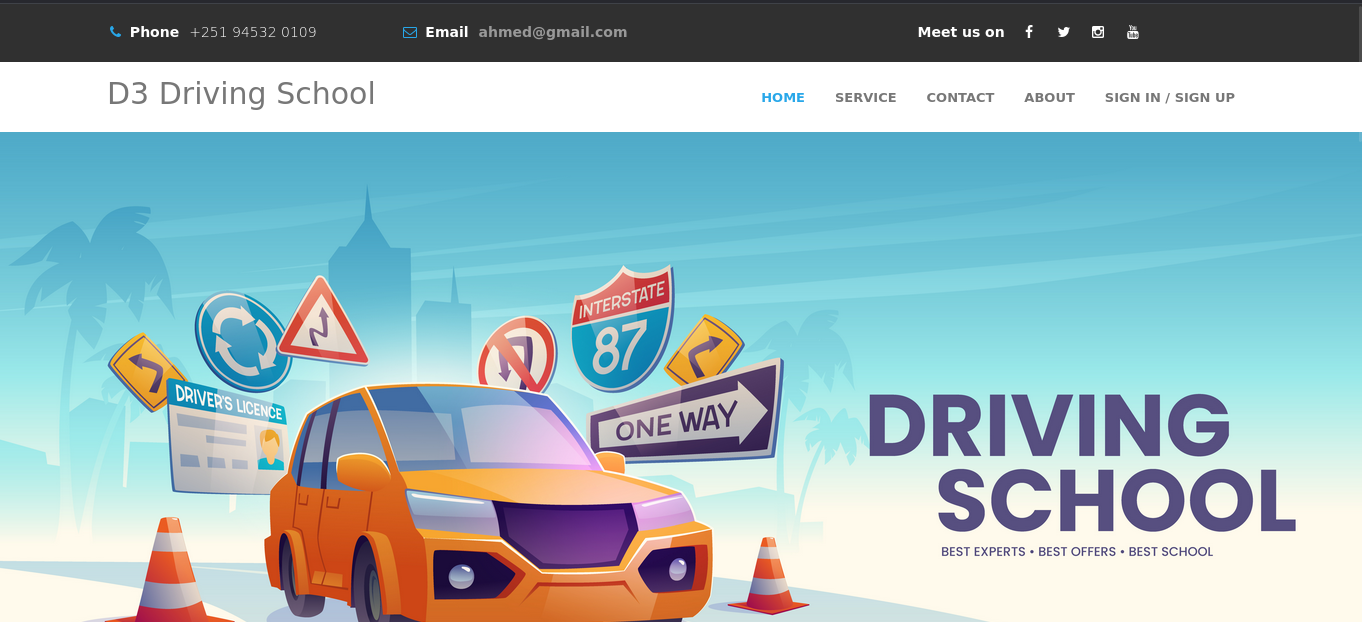 Phone +251 94532 0109 Email ahmed@gmail.com Meet us on
D3 Driving School
HOME SERVICE CONTACT ABOUT SIGN IN / SIGN UP
INTERSTATE
87
DRIVER'S LICENCE
ONE WAY
DRIVING
SCHOOL
BEST EXPERTS • BEST OFFERS • BEST SCHOOL